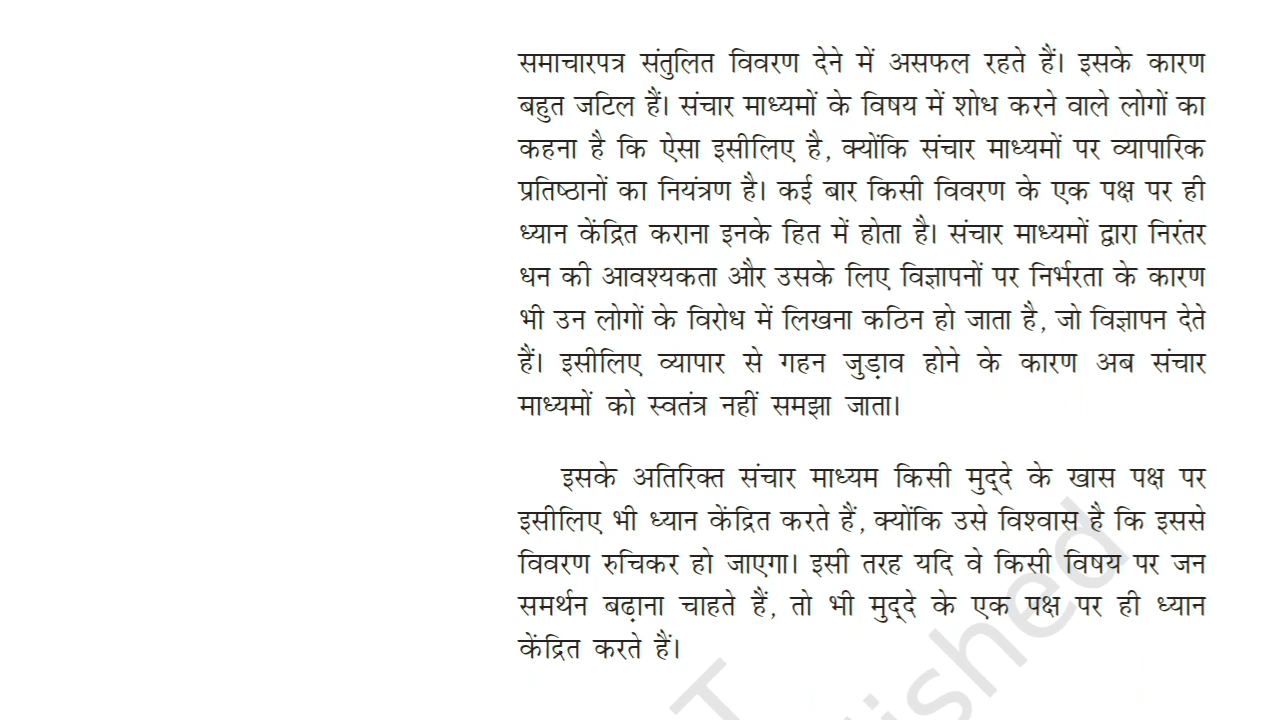 समाचारपत्र संतुलित विवरण देने में असफल रहते हैं। इसके कारण
बहुत जटिल हैं। संचार माध्यमों के विषय में शोध करने वाले लोगों का
कहना है कि ऐसा इसीलिए है, क्योंकि संचार माध्यमों पर व्यापारिक
प्रतिष्ठानों का नियंत्रण है। कई बार किसी विवरण के एक पक्ष पर ही
ध्यान केंद्रित कराना इनके हित में होता है। संचार माध्यमों द्वारा निरंतर
धन की आवश्यकता और उसके लिए विज्ञापनों पर निर्भरता के कारण
भी उन लोगों के विरोध में लिखना कठिन हो जाता है, जो विज्ञापन देते
हैं। इसीलिए व्यापार से गहन जुड़ाव होने के कारण अब संचार
माध्यमों को स्वतंत्र नहीं समझा जाता।
इसके अतिरिक्त संचार माध्यम किसी मुद्दे के खास पक्ष पर
इसीलिए भी ध्यान केंद्रित करते हैं, क्योंकि उसे विश्वास है कि इससे
विवरण रुचिकर हो जाएगा। इसी तरह यदि वे किसी विषय पर जन
समर्थन बढ़ाना चाहते हैं, तो भी मुद्दे के एक पक्ष पर ही ध्यान
केंद्रित करते हैं।